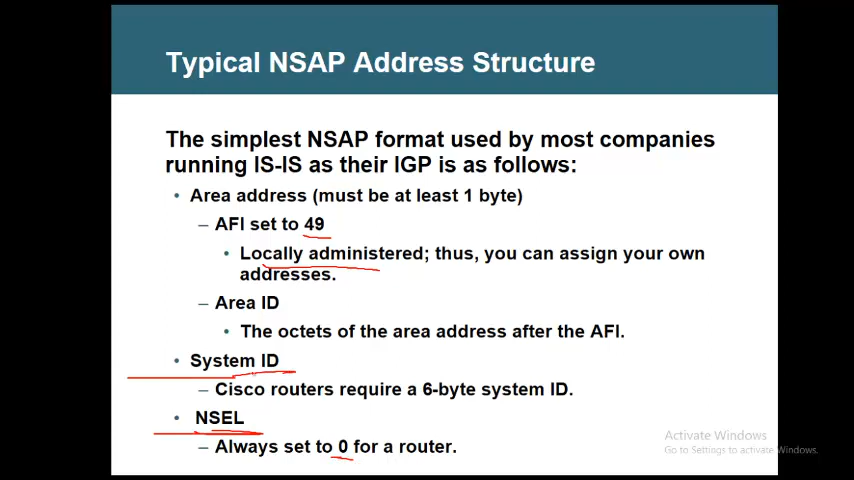 Typical NSAP Address Structure
The simplest NSAP format used by most companies
running IS-IS as their IGP is as follows:
• Area address (must be at least 1 byte)
– AFI set to 49
• Locally administered; thus, you can assign your own
addresses.
– Area ID
• The octets of the area address after the AFI.
• System ID
– Cisco routers require a 6-byte system ID.
• NSEL
– Always set to 0 for a router.
Activate Windows
Go to Settings to activate Windows.